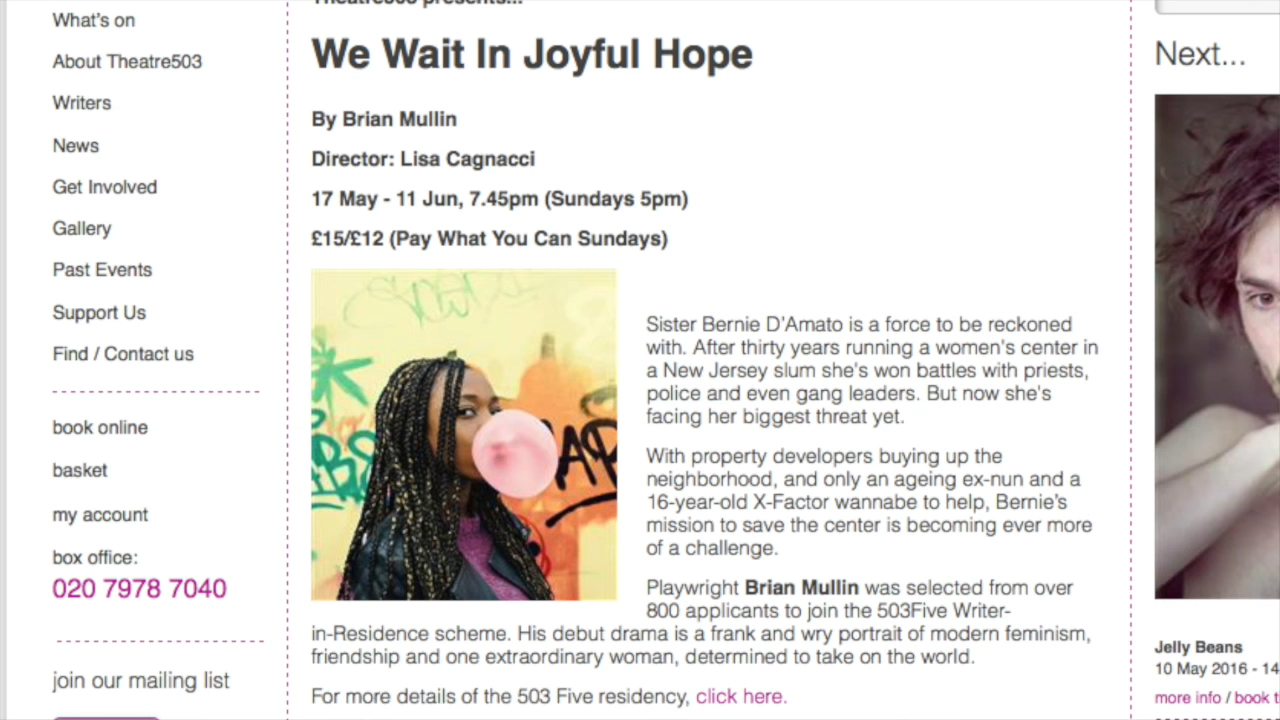 Theatre503 presents...
We Wait In Joyful Hope
By Brian Mullin
Director: Lisa Cagnacci
17 May - 11 Jun, 7.45pm (Sundays 5pm)
£15/£12 (Pay What You Can Sundays)
Sister Bernie D'Amato is a force to be reckoned
with. After thirty years running a women's center in
a New Jersey slum she's won battles with priests,
police and even gang leaders. But now she's
facing her biggest threat yet.
With property developers buying up the
neighborhood, and only an ageing ex-nun and a
16-year-old X-Factor wannabe to help, Bernie's
mission to save the center is becoming ever more
of a challenge.
Playwright Brian Mullin was selected from over
800 applicants to join the 503Five Writer-
in-Residence scheme. His debut drama is a frank and wry portrait of modern feminism,
friendship and one extraordinary woman, determined to take on the world.
For more details of the 503 Five residency, click here.
What's on
About Theatre503
Writers
News
Get Involved
Gallery
Past Events
Support Us
Find / Contact us
book online
basket
my account
box office:
020 7978 7040
join our mailing list
Next...
Jelly Beans
10 May 2016 - 14
more info / book t